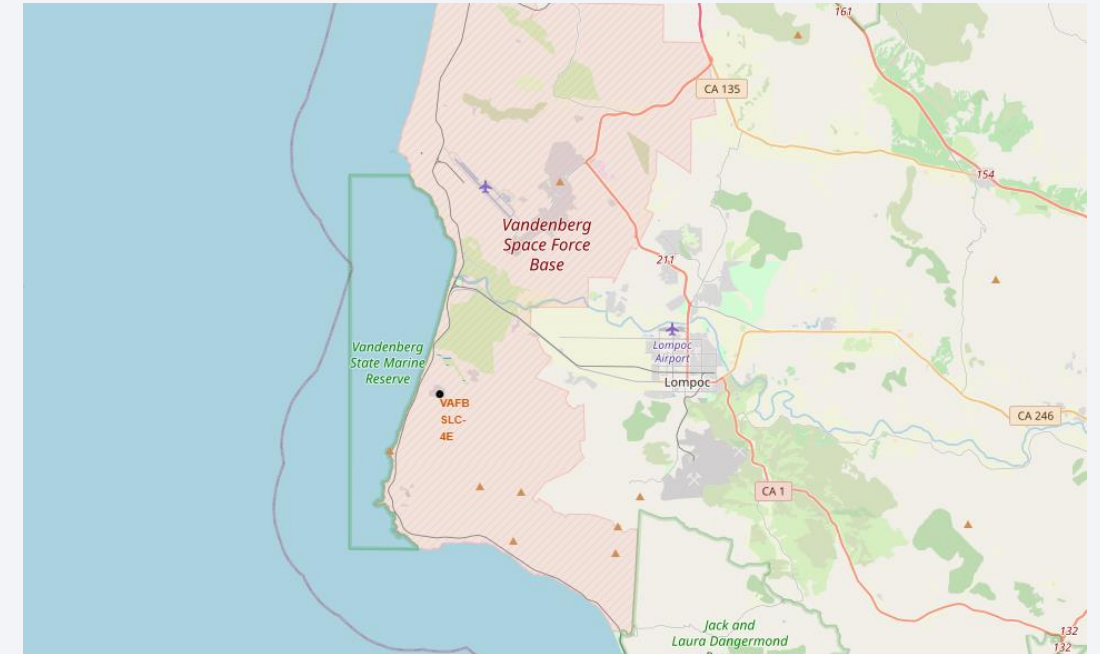 161
CA 135
154
Vandenberg
Space Force
Base
211
Vandenberg
State Marine
Reserve
Lompoc
Airport
Lompoc
VAFB
SLC-
4E
CA 246
CA 1
Jack and
Laura Dangermond
132
132